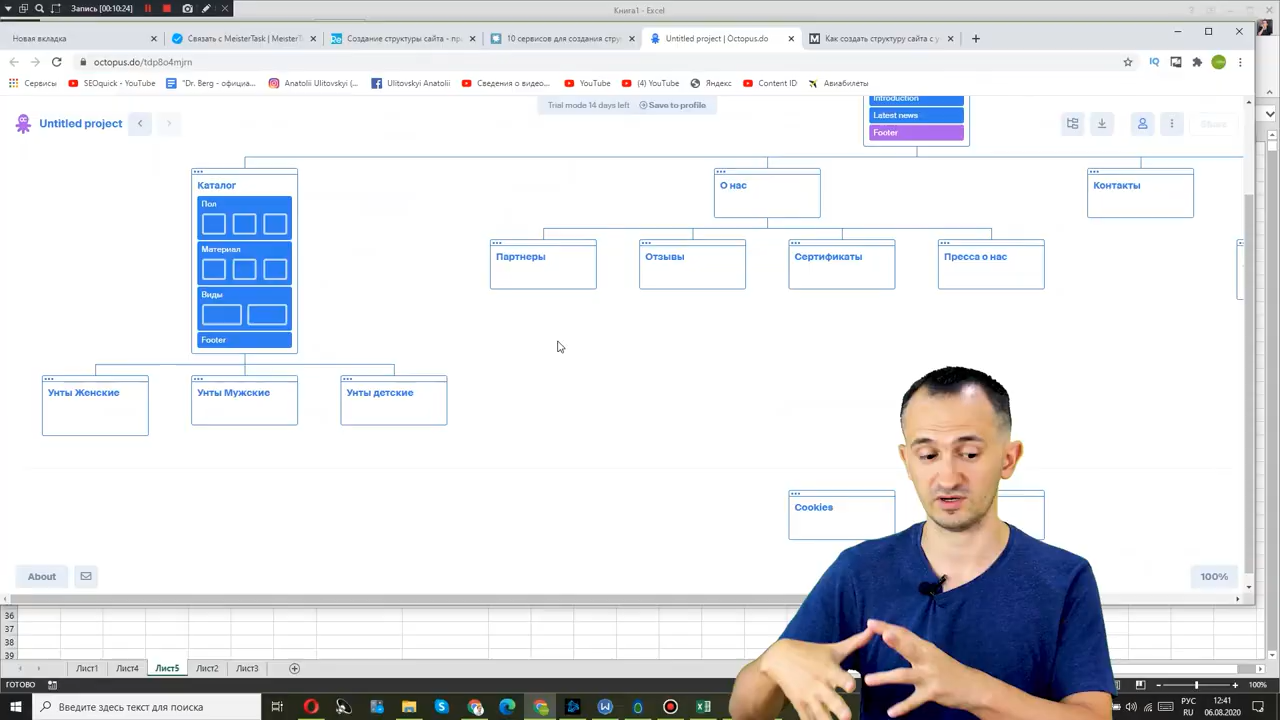 Запись [00:10:24]
Книга1 - Excel
Новая вкладка
Связать с MeisterTask | MeisterT
Создание структуры сайта - пр
10 сервисов для создания струк
Untitled project | Octopus.do
Как создать структуру сайта с у
octopus.do/tdp8o4mjrn
IQ
Сервисы
SEOquick - YouTube
"Dr. Berg - официа...
Anatolii Ulitovskyi (...
Ulitovskyi Anatolii
Сведения о видео...
YouTube
(4) YouTube
Яндекс
Content ID
Авиабилеты
Untitled project
Trial mode 14 days left
Save to profile
Share
Introduction
Latest news
Footer
Каталог
О нас
Контакты
Пол
Материал
Виды
Footer
Партнеры
Отзывы
Сертификаты
Пресса о нас
Унты Женские
Унты Мужские
Унты детские
Cookies
About
100%
36
37
38
39
Лист1
Лист4
Лист5
Лист2
Лист3
ГОТОВО
100%
Введите здесь текст для поиска
РУС
RU
12:41
06.08.2020